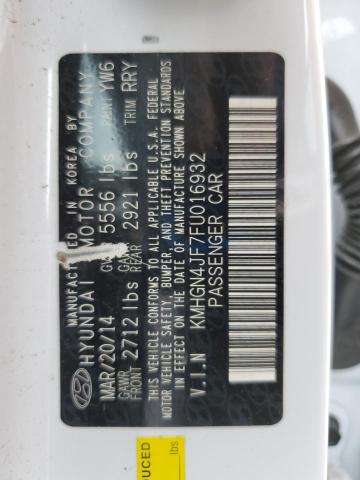 MANUFACTURED IN KOREA BY
HYUNDAI MOTOR COMPANY
MAR/20/14 GVWR 5556 lbs PAINT YW6
GAWR FRONT 2712 lbs GAWR REAR 2921 lbs TRIM RRY
THIS VEHICLE CONFORMS TO ALL APPLICABLE U.S.A. FEDERAL
MOTOR VEHICLE SAFETY, BUMPER, AND THEFT PREVENTION STANDARDS
IN EFFECT ON THE DATE OF MANUFACTURE SHOWN ABOVE.
V.I.N KMHGN4JF7FU016932
PASSENGER CAR
DUCED
lbs